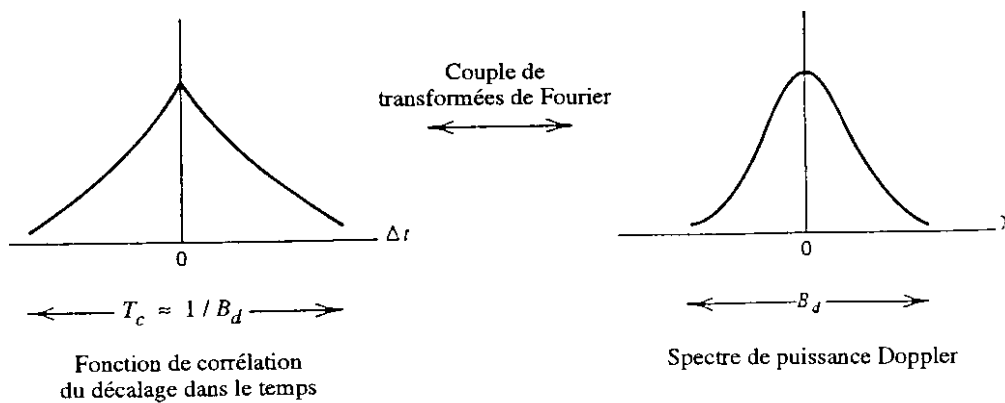 Couple de
transformées de Fourier
Δt
0
T_c ≈ 1 / B_d
Fonction de corrélation
du décalage dans le temps
0
B_d
Spectre de puissance Doppler